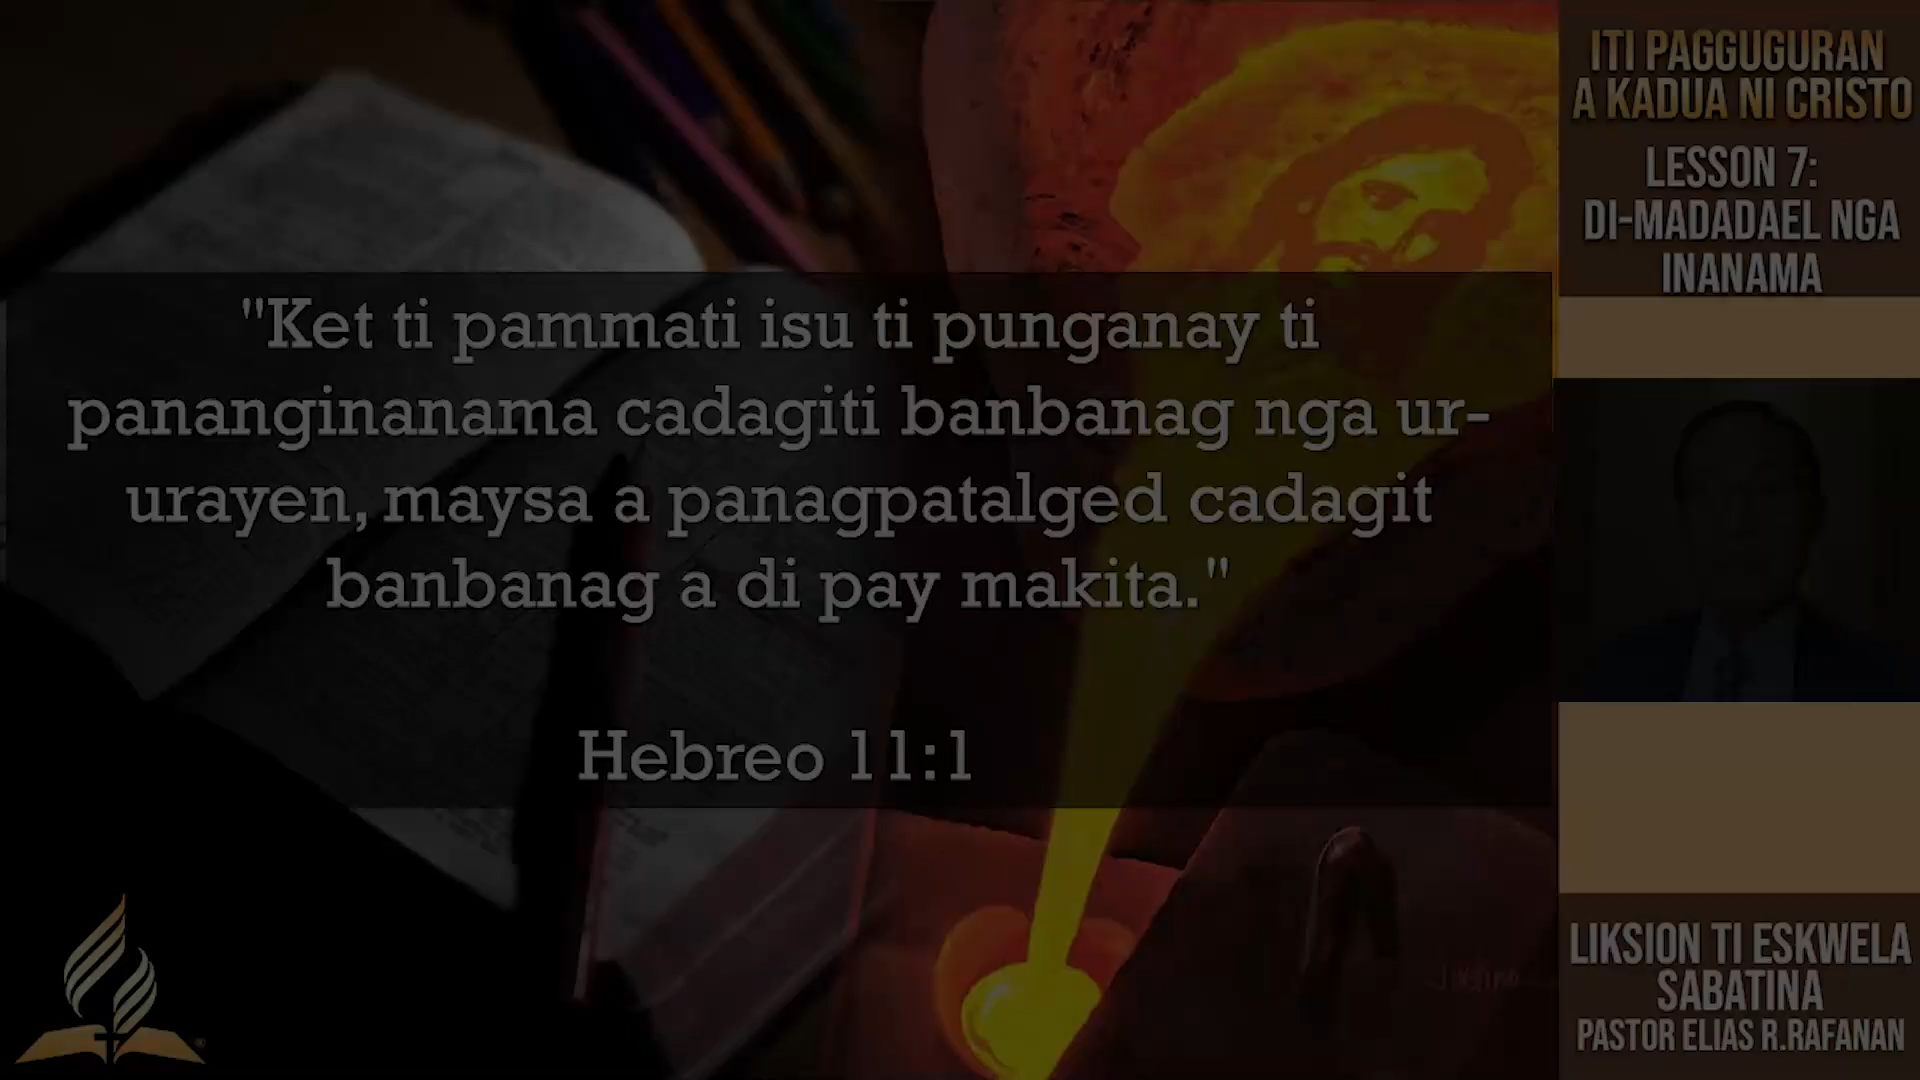 ITI PAGGUGURAN
A KADUA NI CRISTO
LESSON 7:
DI-MADADAEL NGA
INANAMA
"Ket ti pammati isu ti punganay ti
pananginanama cadagiti banbanag nga ur-
urayen, maysa a panagpatalged cadagit
banbanag a di pay makita."
Hebreo 11:1
LIKSION TI ESKWELA
SABATINA
PASTOR ELIAS R.RAFANAN